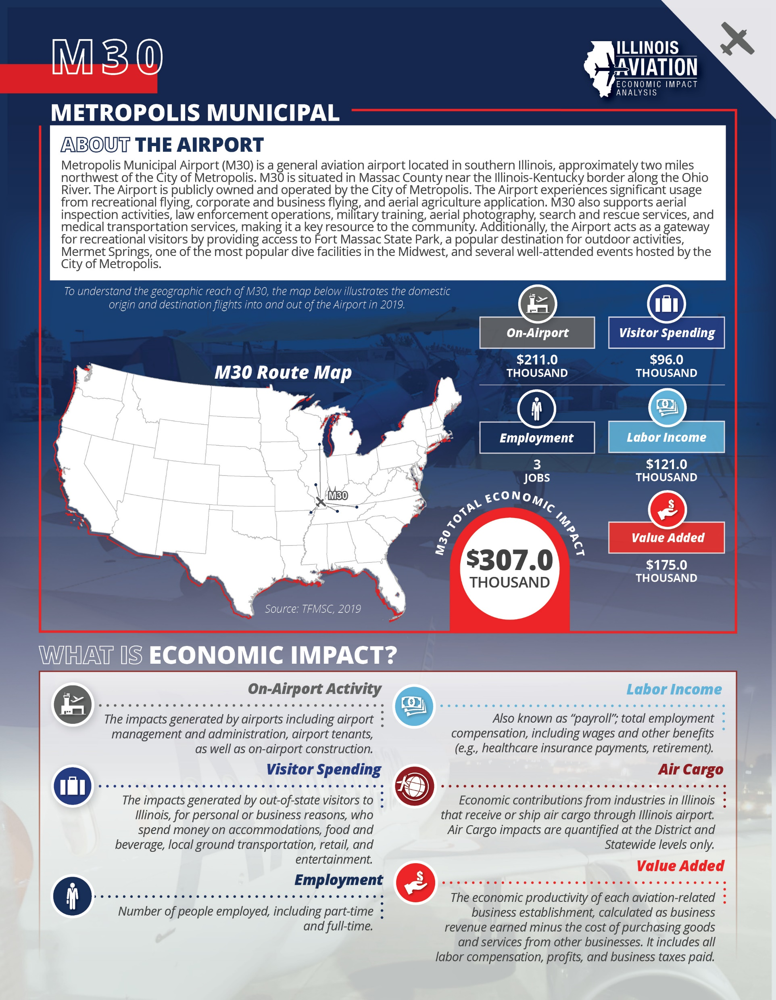 M30
ILLINOIS
AVIATION
ECONOMIC IMPACT
ANALYSIS
METROPOLIS MUNICIPAL
ABOUT THE AIRPORT
Metropolis Municipal Airport (M30) is a general aviation airport located in southern Illinois, approximately two miles
northwest of the City of Metropolis. M30 is situated in Massac County near the Illinois-Kentucky border along the Ohio
River. The Airport is publicly owned and operated by the City of Metropolis. The Airport experiences significant usage
from recreational flying, corporate and business flying, and aerial agriculture application. M30 also supports aerial
inspection activities, law enforcement operations, military training, aerial photography, search and rescue services, and
medical transportation services, making it a key resource to the community. Additionally, the Airport acts as a gateway
for recreational visitors by providing access to Fort Massac State Park, a popular destination for outdoor activities,
Mermet Springs, one of the most popular dive facilities in the Midwest, and several well-attended events hosted by the
City of Metropolis.
To understand the geographic reach of M30, the map below illustrates the domestic
origin and destination flights into and out of the Airport in 2019.
M30 Route Map
M30
Source: TFMSC, 2019
On-Airport
$211.0
THOUSAND
Visitor Spending
$96.0
THOUSAND
Employment
3
JOBS
Labor Income
$121.0
THOUSAND
M30 TOTAL ECONOMIC IMPACT
$307.0
THOUSAND
Value Added
$175.0
THOUSAND
WHAT IS ECONOMIC IMPACT?
On-Airport Activity
The impacts generated by airports including airport
management and administration, airport tenants,
as well as on-airport construction.
Visitor Spending
The impacts generated by out-of-state visitors to
Illinois, for personal or business reasons, who
spend money on accommodations, food and
beverage, local ground transportation, retail, and
entertainment.
Employment
Number of people employed, including part-time
and full-time.
Labor Income
Also known as “payroll”; total employment
compensation, including wages and other benefits
(e.g., healthcare insurance payments, retirement).
Air Cargo
Economic contributions from industries in Illinois
that receive or ship air cargo through Illinois airport.
Air Cargo impacts are quantified at the District and
Statewide levels only.
Value Added
The economic productivity of each aviation-related
business establishment, calculated as business
revenue earned minus the cost of purchasing goods
and services from other businesses. It includes all
labor compensation, profits, and business taxes paid.